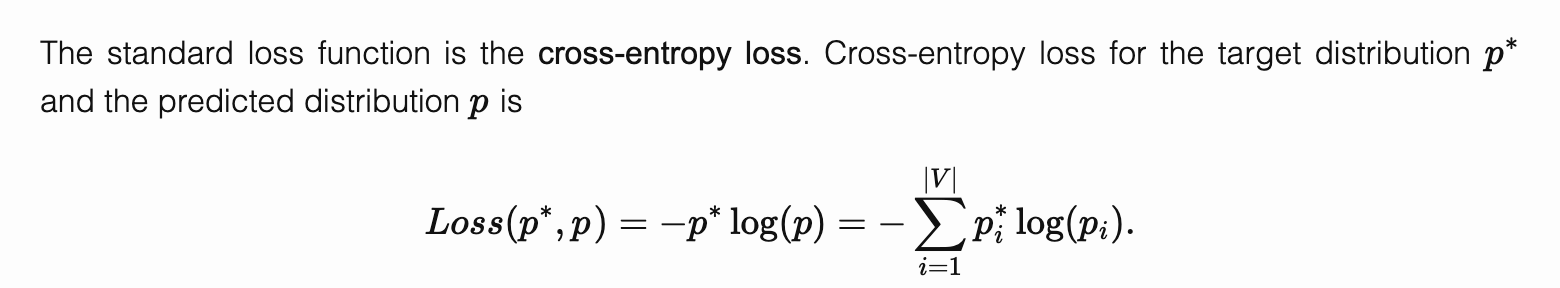 The standard loss function is the cross-entropy loss. Cross-entropy loss for the target distribution p*
and the predicted distribution p is
Loss(p*, p) = −p* log(p) = − ∑_{i=1}^{|V|} p_i^* log(p_i).